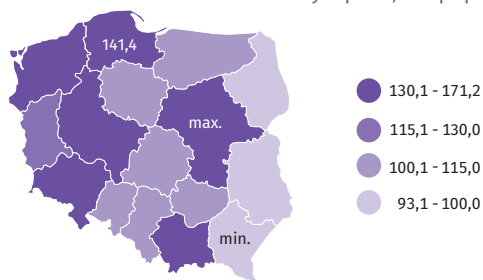 141,4
max.
min.
130,1 - 171,2
115,1 - 130,0
100,1 - 115,0
93,1 - 100,0